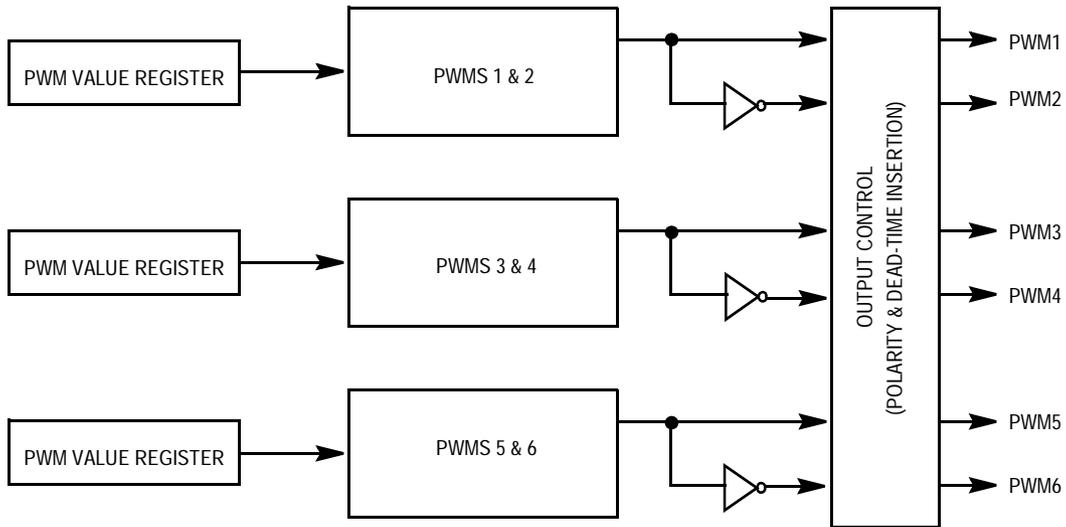 PWM VALUE REGISTER
PWMS 1 & 2
PWM1
PWM2
PWM VALUE REGISTER
PWMS 3 & 4
PWM3
PWM4
OUTPUT CONTROL
(POLARITY & DEAD-TIME INSERTION)
PWM VALUE REGISTER
PWMS 5 & 6
PWM5
PWM6